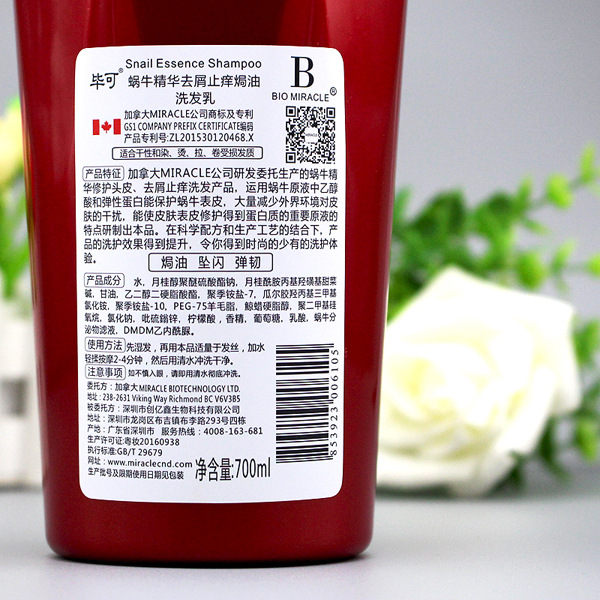 Snail Essence Shampoo
毕可®
蜗牛精华去屑止痒焗油
洗发乳
B
BIO MIRACLE®
加拿大MIRACLE公司商标及专利
GS1 COMPANY PREFIX CERTIFICATE编码
产品专利号:ZL201530120468.X
适合干性和染、烫、拉、卷受损发质
产品特征 加拿大MIRACLE公司研发委托生产的蜗牛精
华修护头皮、去屑止痒洗发产品，运用蜗牛原液中乙醇
酸和弹性蛋白能保护蜗牛表皮，大量减少外界环境对皮
肤的干扰，能使皮肤表皮修护得到蛋白质的重要原液的
特点研制出本品。在科学配方和生产工艺的结合下，产
品的洗护效果得到提升，令你得到时尚的少有的洗护体
验。
焗油 坠闪 弹韧
产品成分 水，月桂醇聚醚硫酸酯钠，月桂酰胺丙基羟磺基甜菜
碱，甘油，乙二醇二硬脂酸酯，聚季铵盐-7，瓜尔胶羟丙基三甲基
氯化铵，聚季铵盐-10，PEG-75羊毛脂，鲸蜡硬脂醇，聚二甲基硅
氧烷，氯化钠，吡硫鎓锌，柠檬酸，香精，葡萄糖，乳酸，蜗牛分
泌物滤液，DMDM乙内酰脲。
使用方法 先湿发，再用本品适量于发丝，加水
轻揉按摩2-4分钟，然后用清水冲洗干净。
注意事项 如不慎入眼，请即用清水彻底冲洗。
委托方：加拿大MIRACLE BIOTECHNOLOGY LTD.
地址：238-2631 Viking Way Richmond BC V6V3B5
被委托方：深圳市创亿鑫生物科技有限公司
地址：深圳市龙岗区布吉镇布李路293号
产地：广东省深圳市 服务热线：4008-163-681
生产许可证号：粤妆20160938
执行标准:GB/T 29679
网址：www.miraclecnd.com
生产批号及限期使用日期见包装
净含量:700ml
853923006105